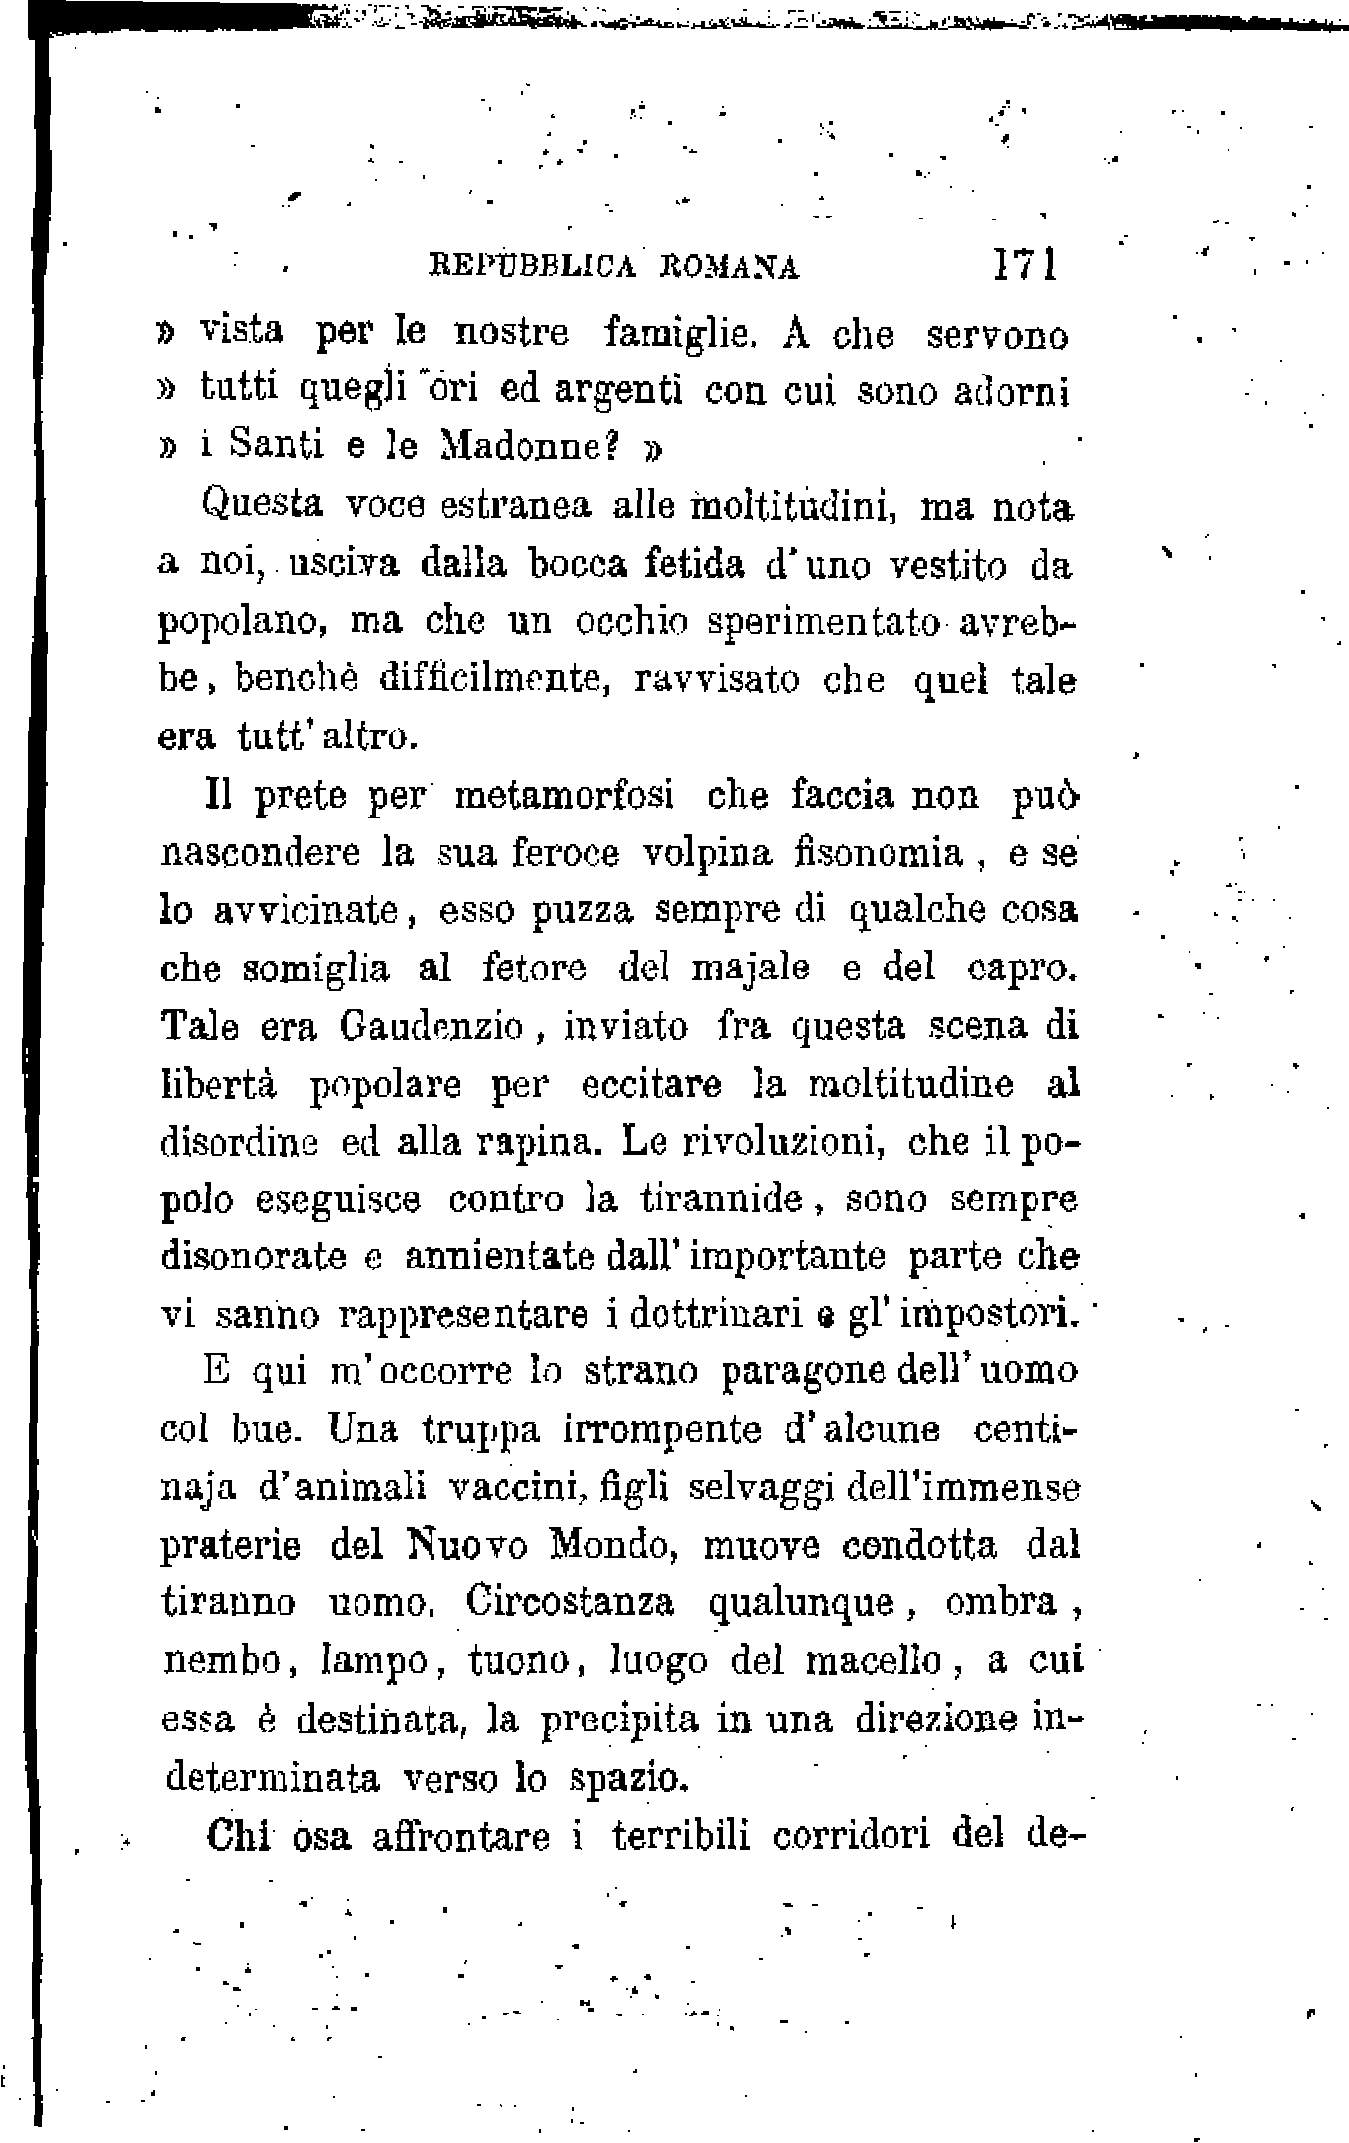 REPUBBLICA ROMANA 171
» vista per le nostre famiglie. A che servono
» tutti quegli ori ed argenti con cui sono adorni
» i Santi e le Madonne? »
Questa voce estranea alle moltitudini, ma nota
a noi, usciva dalla bocca fetida d'uno vestito da
popolano, ma che un occhio sperimentato avreb-
be, benchè difficilmente, ravvisato che quel tale
era tutt'altro.
Il prete per metamorfosi che faccia non può
nascondere la sua feroce volpina fisonomia, e se
lo avvicinate, esso puzza sempre di qualche cosa
che somiglia al fetore del majale e del capro.
Tale era Gaudenzio, inviato fra questa scena di
libertà popolare per eccitare la moltitudine al
disordine ed alla rapina. Le rivoluzioni, che il po-
polo eseguisce contro la tirannide, sono sempre
disonorate e annientate dall'importante parte che
vi sanno rappresentare i dottrinari e gl'impostori.
E qui m'occorre lo strano paragone dell'uomo
col bue. Una truppa irrompente d'alcune centi-
naja d'animali vaccini, figli selvaggi dell'immense
praterie del Nuovo Mondo, muove condotta dal
tiranno uomo. Circostanza qualunque, ombra,
nembo, lampo, tuono, luogo del macello, a cui
essa è destinata, la precipita in una direzione in-
determinata verso lo spazio.
Chi osa affrontare i terribili corridori del de-